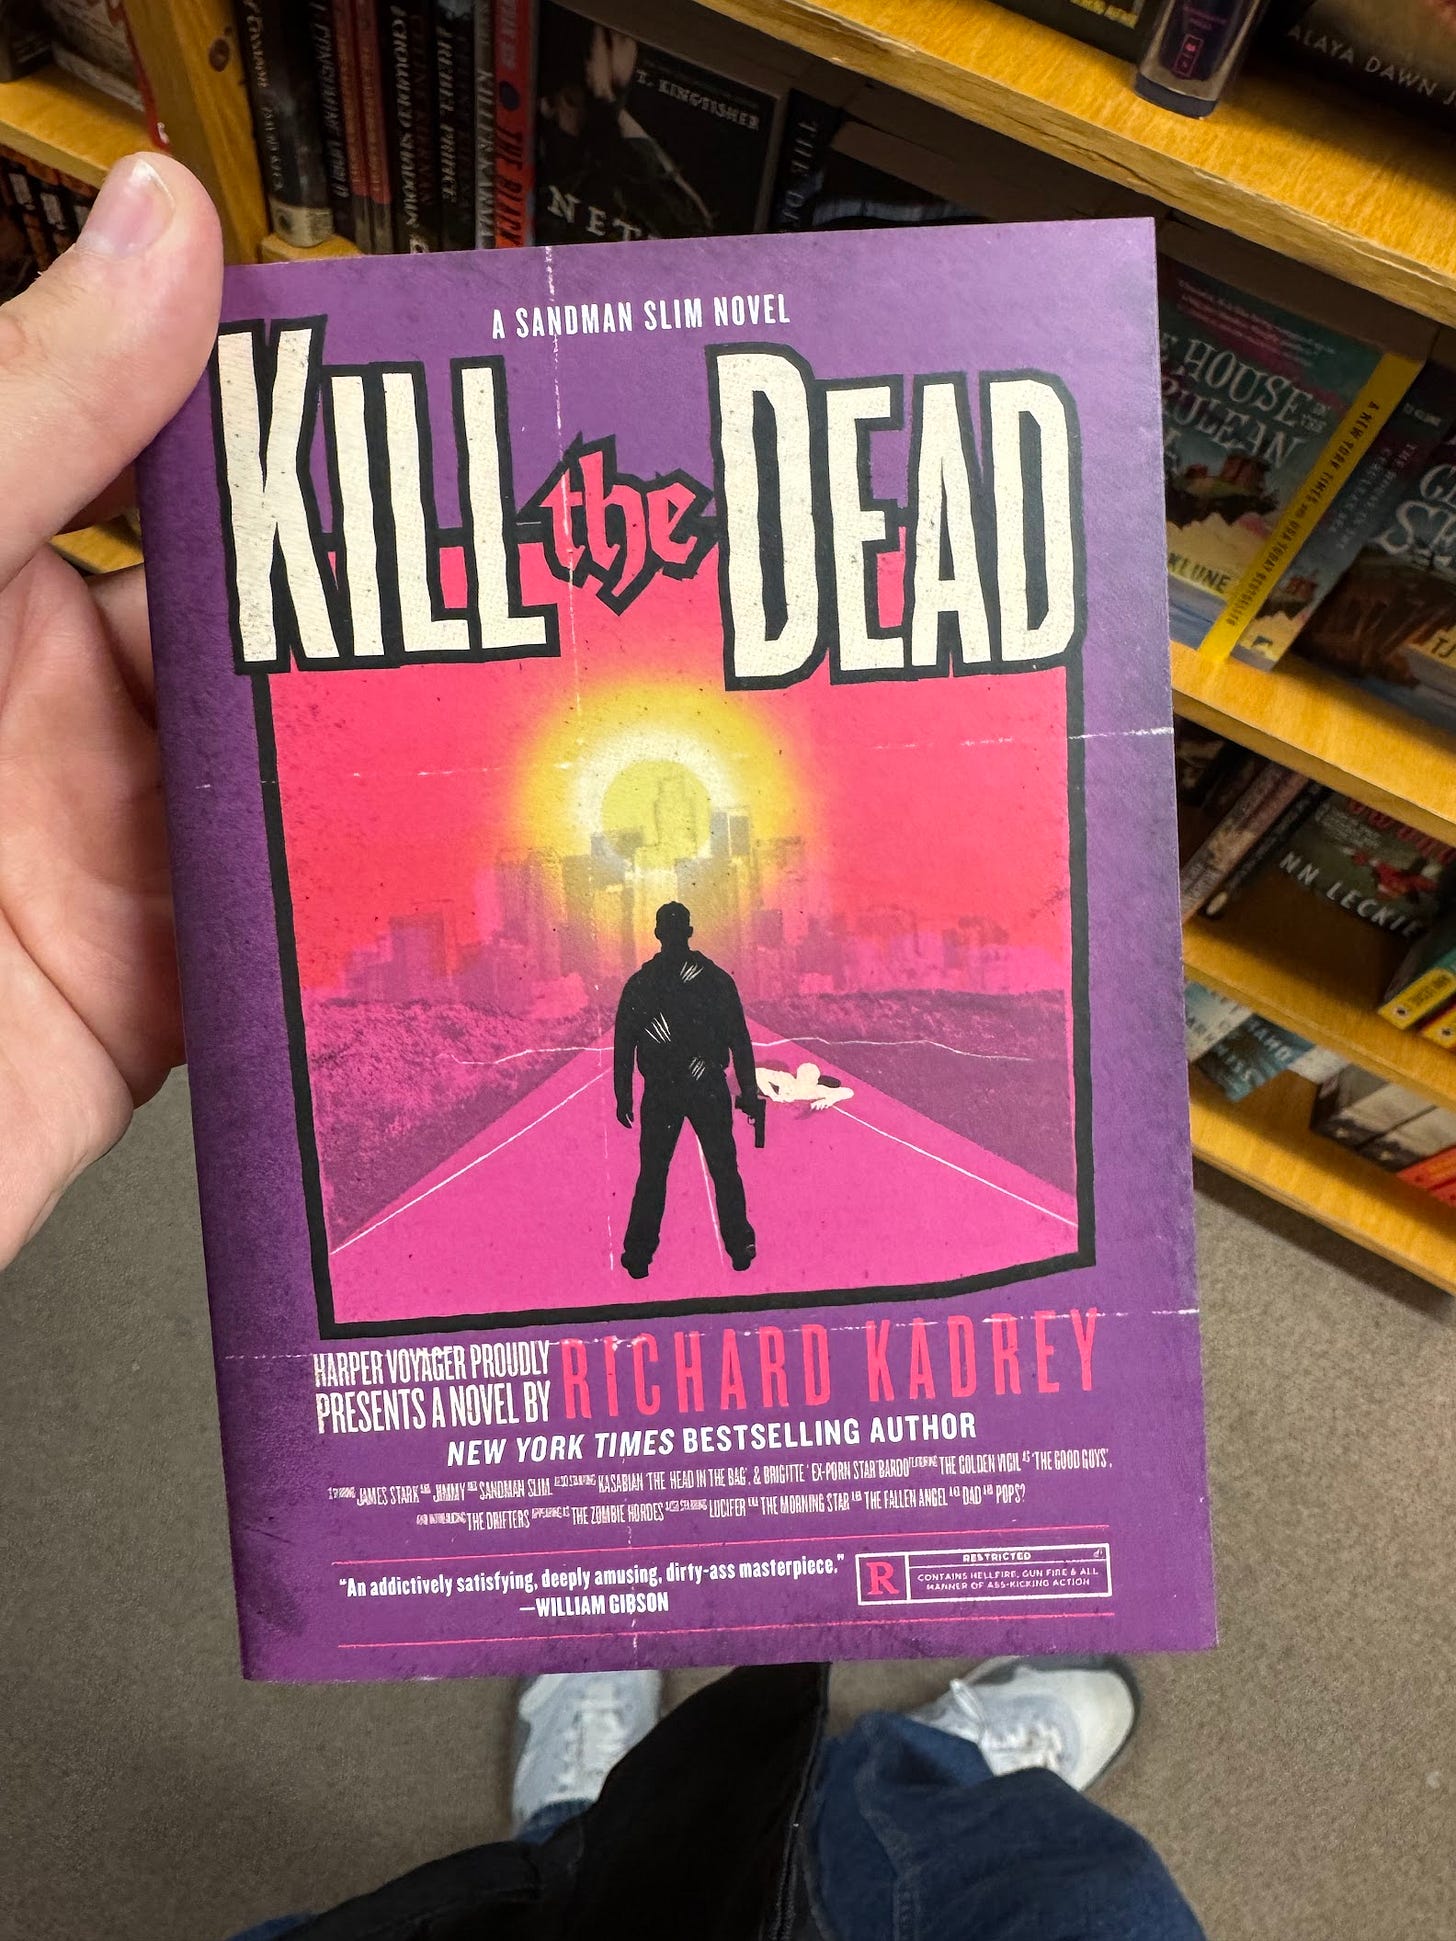 T. KINGFISHER
ALAYA DAWN
A SANDMAN SLIM NOVEL
KILL the DEAD
HOUSE
KLUNE
NN LECKIE
HARPER VOYAGER PROUDLY
PRESENTS A NOVEL BY
RICHARD KADREY
NEW YORK TIMES BESTSELLING AUTHOR
JAMES STARK JIMMY SANDMAN SLIM KASABIAN 'THE HEAD IN THE BAG', & BRIGITTE 'EX-PORN STAR' BARDO THE GOLDEN VIGIL AS 'THE GOOD GUYS',
THE DRIFTERS THE ZOMBIE HORDES LUCIFER THE MORNING STAR THE FALLEN ANGEL DAD POPS?
"An addictively satisfying, deeply amusing, dirty-ass masterpiece."
—WILLIAM GIBSON
R
RESTRICTED
CONTAINS HELLFIRE, GUN FIRE & ALL
MANNER OF ASS-KICKING ACTION